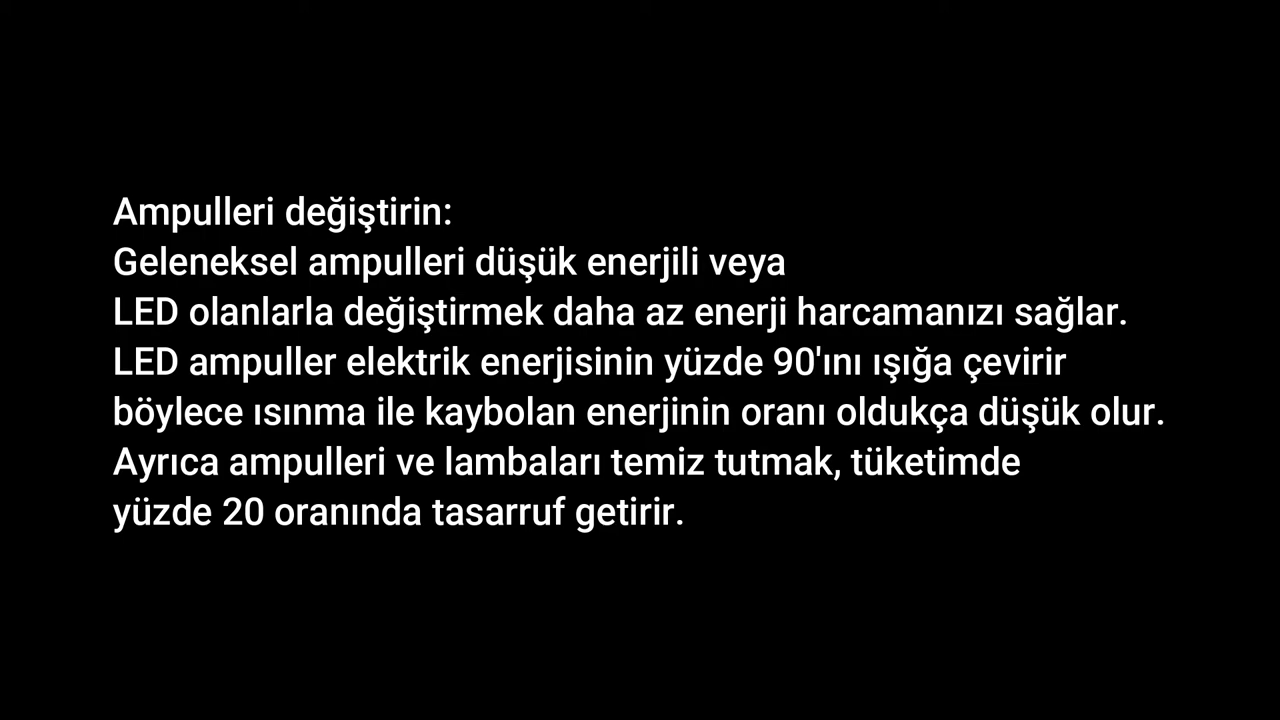 Ampulleri değiştirin:
Geleneksel ampulleri düşük enerjili veya
LED olanlarla değiştirmek daha az enerji harcamanızı sağlar.
LED ampuller elektrik enerjisinin yüzde 90'ını ışığa çevirir
böylece ısınma ile kaybolan enerjinin oranı oldukça düşük olur.
Ayrıca ampulleri ve lambaları temiz tutmak, tüketimde
yüzde 20 oranında tasarruf getirir.